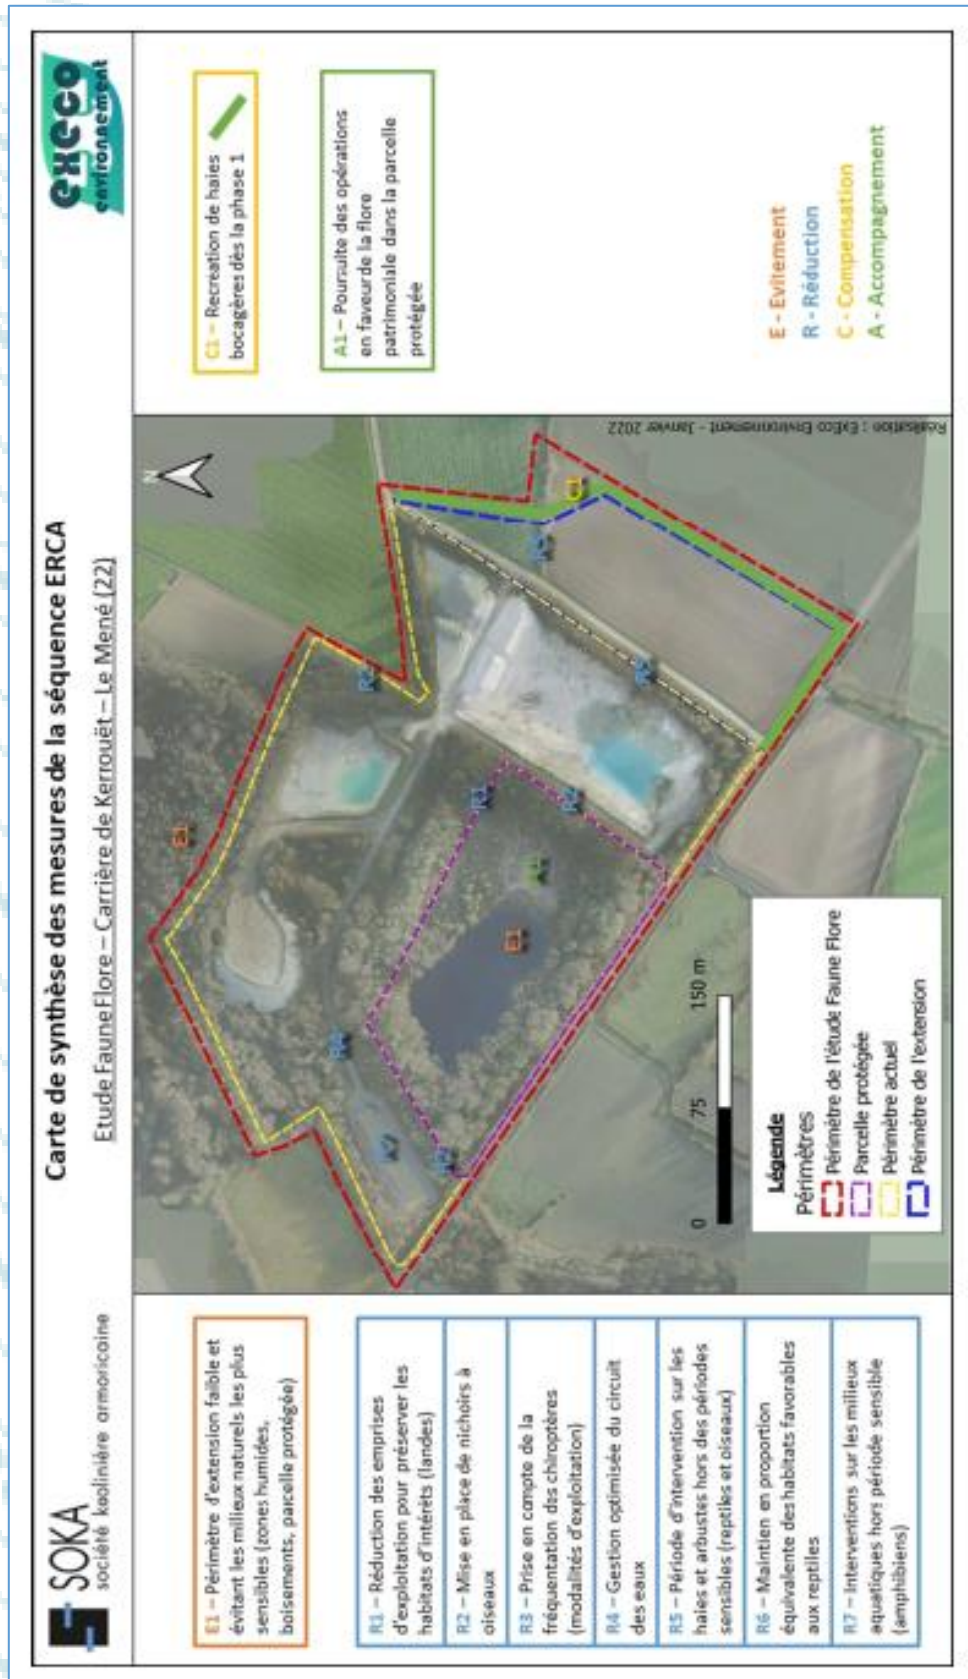 SOKA
société kaolinière armoricaine
Carte de synthèse des mesures de la séquence ERCA
Etude Faune Flore – Carrière de Kerrouët – Le Mené (22)
execo
environnement
E1 – Périmètre d'extension faible et
évitant les milieux naturels les plus
sensibles (zones humides,
boisements, parcelle protégée)
R1 – Réduction des emprises
d'exploitation pour préserver les
habitats d'intérêts (landes)
R2 – Mise en place de nichoirs à
oiseaux
R3 – Prise en compte de la
fréquentation des chiroptères
(modalités d'exploitation)
R4 – Gestion optimisée du circuit
des eaux
R5 – Période d'intervention sur les
haies et arbustes hors des périodes
sensibles (reptiles et oiseaux)
R6 – Maintien en proportion
équivalente des habitats favorables
aux reptiles
R7 – Interventions sur les milieux
aquatiques hors période sensible
(amphibiens)
N
E1
R2
R4
R1
E1
C1
0 75 150 m
Légende
Périmètres
Périmètre de l'étude Faune Flore
Parcelle protégée
Périmètre actuel
Périmètre de l'extension
Réalisation : ExEco Environnement - Janvier 2022
C1 – Recréation de haies
bocagères dès la phase 1
A1 – Poursuite des opérations
en faveur de la flore
patrimoniale dans la parcelle
protégée
E - Evitement
R - Réduction
C - Compensation
A - Accompagnement